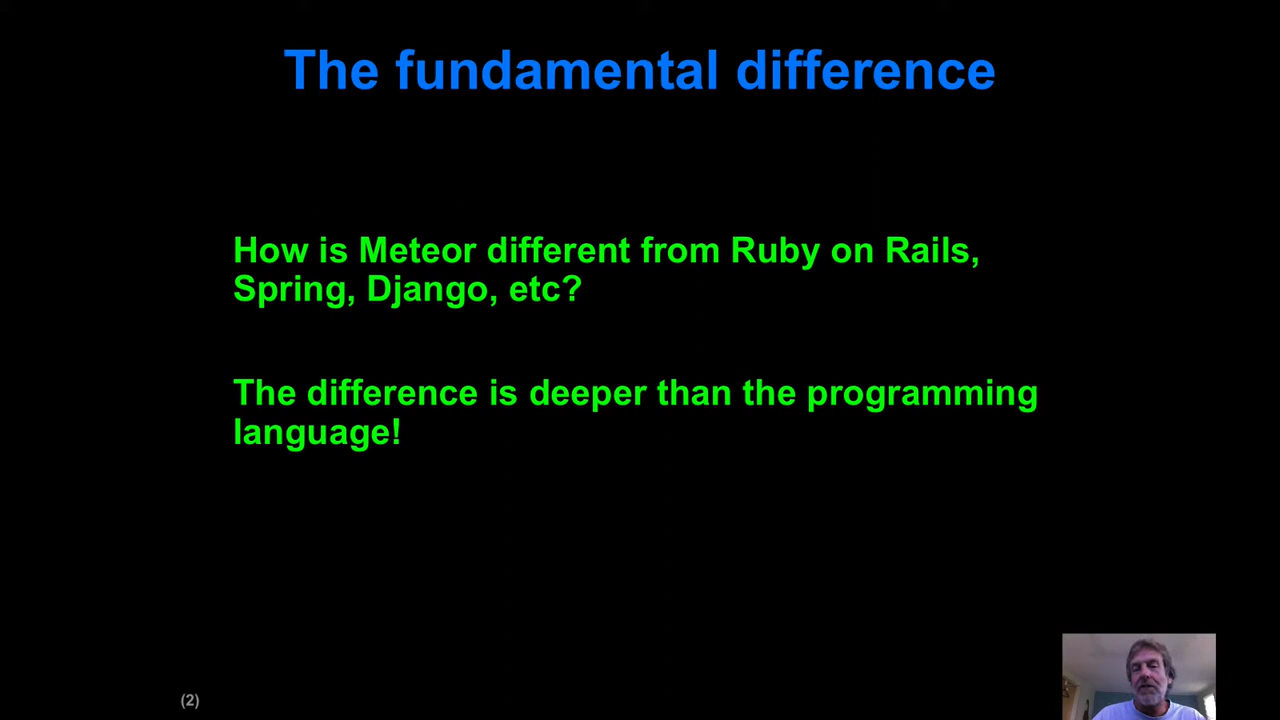 The fundamental difference
How is Meteor different from Ruby on Rails,
Spring, Django, etc?
The difference is deeper than the programming
language!
(2)